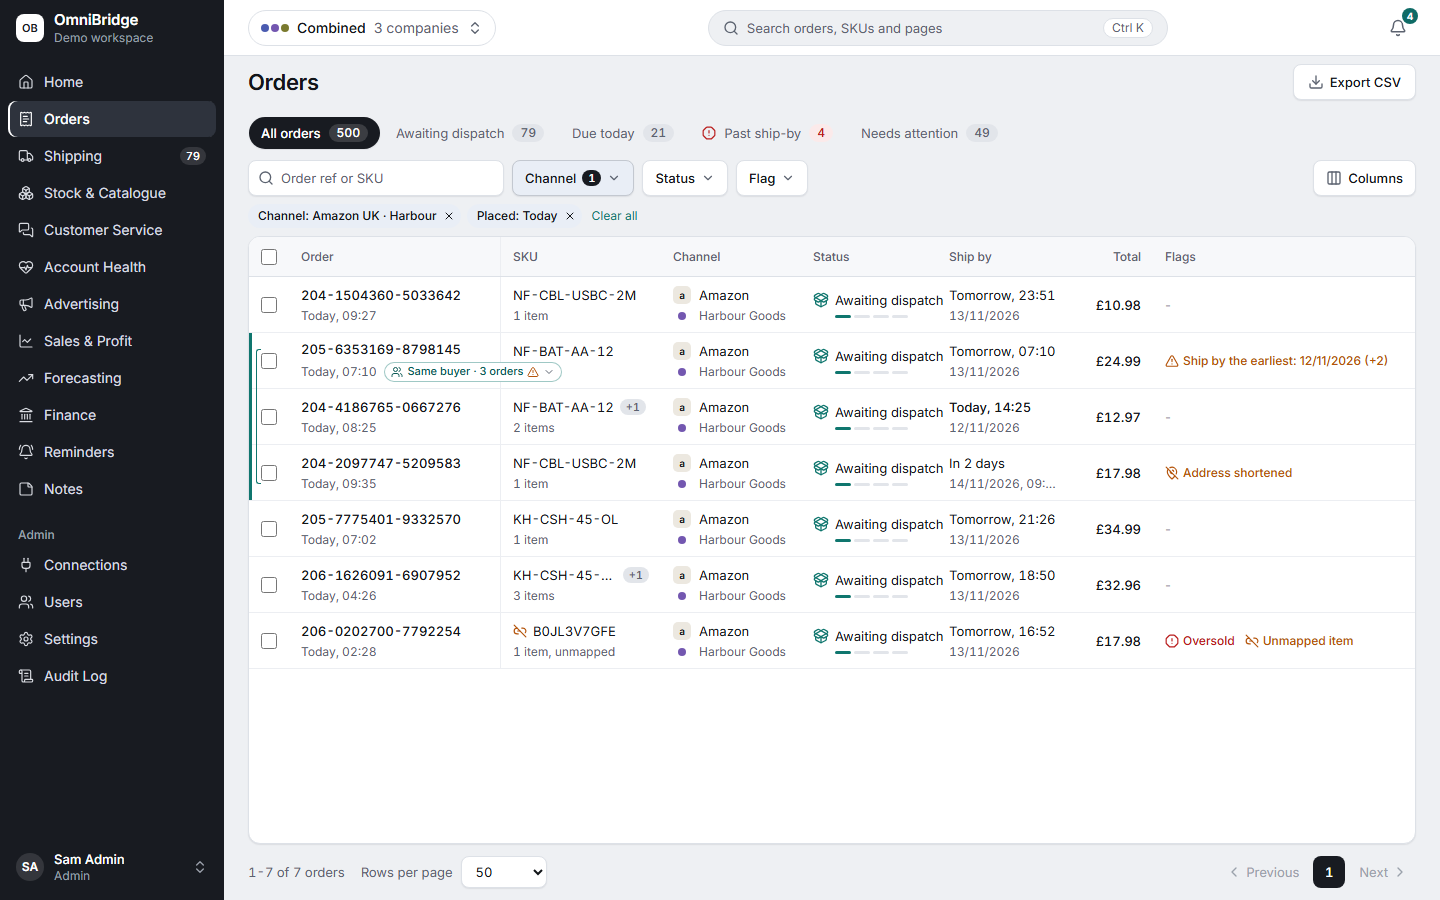 OB
OmniBridge
Demo workspace
Home
Orders
Shipping 79
Stock & Catalogue
Customer Service
Account Health
Advertising
Sales & Profit
Forecasting
Finance
Reminders
Notes
Admin
Connections
Users
Settings
Audit Log
SA
Sam Admin
Admin
Combined 3 companies
Search orders, SKUs and pages Ctrl K
4
Orders
Export CSV
All orders 500 Awaiting dispatch 79 Due today 21 Past ship-by 4 Needs attention 49
Order ref or SKU Channel 1 Status Flag Columns
Channel: Amazon UK · Harbour Placed: Today Clear all
Order SKU Channel Status Ship by Total Flags
204-1504360-5033642 NF-CBL-USBC-2M a Amazon Awaiting dispatch Tomorrow, 23:51 £10.98 -
Today, 09:27 1 item Harbour Goods 13/11/2026
205-6353169-8798145 NF-BAT-AA-12 a Amazon Awaiting dispatch Tomorrow, 07:10 £24.99 Ship by the earliest: 12/11/2026 (+2)
Today, 07:10 Same buyer · 3 orders Harbour Goods 13/11/2026
204-4186765-0667276 NF-BAT-AA-12 +1 a Amazon Awaiting dispatch Today, 14:25 £12.97 -
Today, 08:25 2 items Harbour Goods 12/11/2026
204-2097747-5209583 NF-CBL-USBC-2M a Amazon Awaiting dispatch In 2 days £17.98 Address shortened
Today, 09:35 1 item Harbour Goods 14/11/2026, 09:...
205-7775401-9332570 KH-CSH-45-OL a Amazon Awaiting dispatch Tomorrow, 21:26 £34.99 -
Today, 07:02 1 item Harbour Goods 13/11/2026
206-1626091-6907952 KH-CSH-45-... +1 a Amazon Awaiting dispatch Tomorrow, 18:50 £32.96 -
Today, 04:26 3 items Harbour Goods 13/11/2026
206-0202700-7792254 B0JL3V7GFE a Amazon Awaiting dispatch Tomorrow, 16:52 £17.98 Oversold Unmapped item
Today, 02:28 1 item, unmapped Harbour Goods 13/11/2026
1-7 of 7 orders Rows per page 50 Previous 1 Next